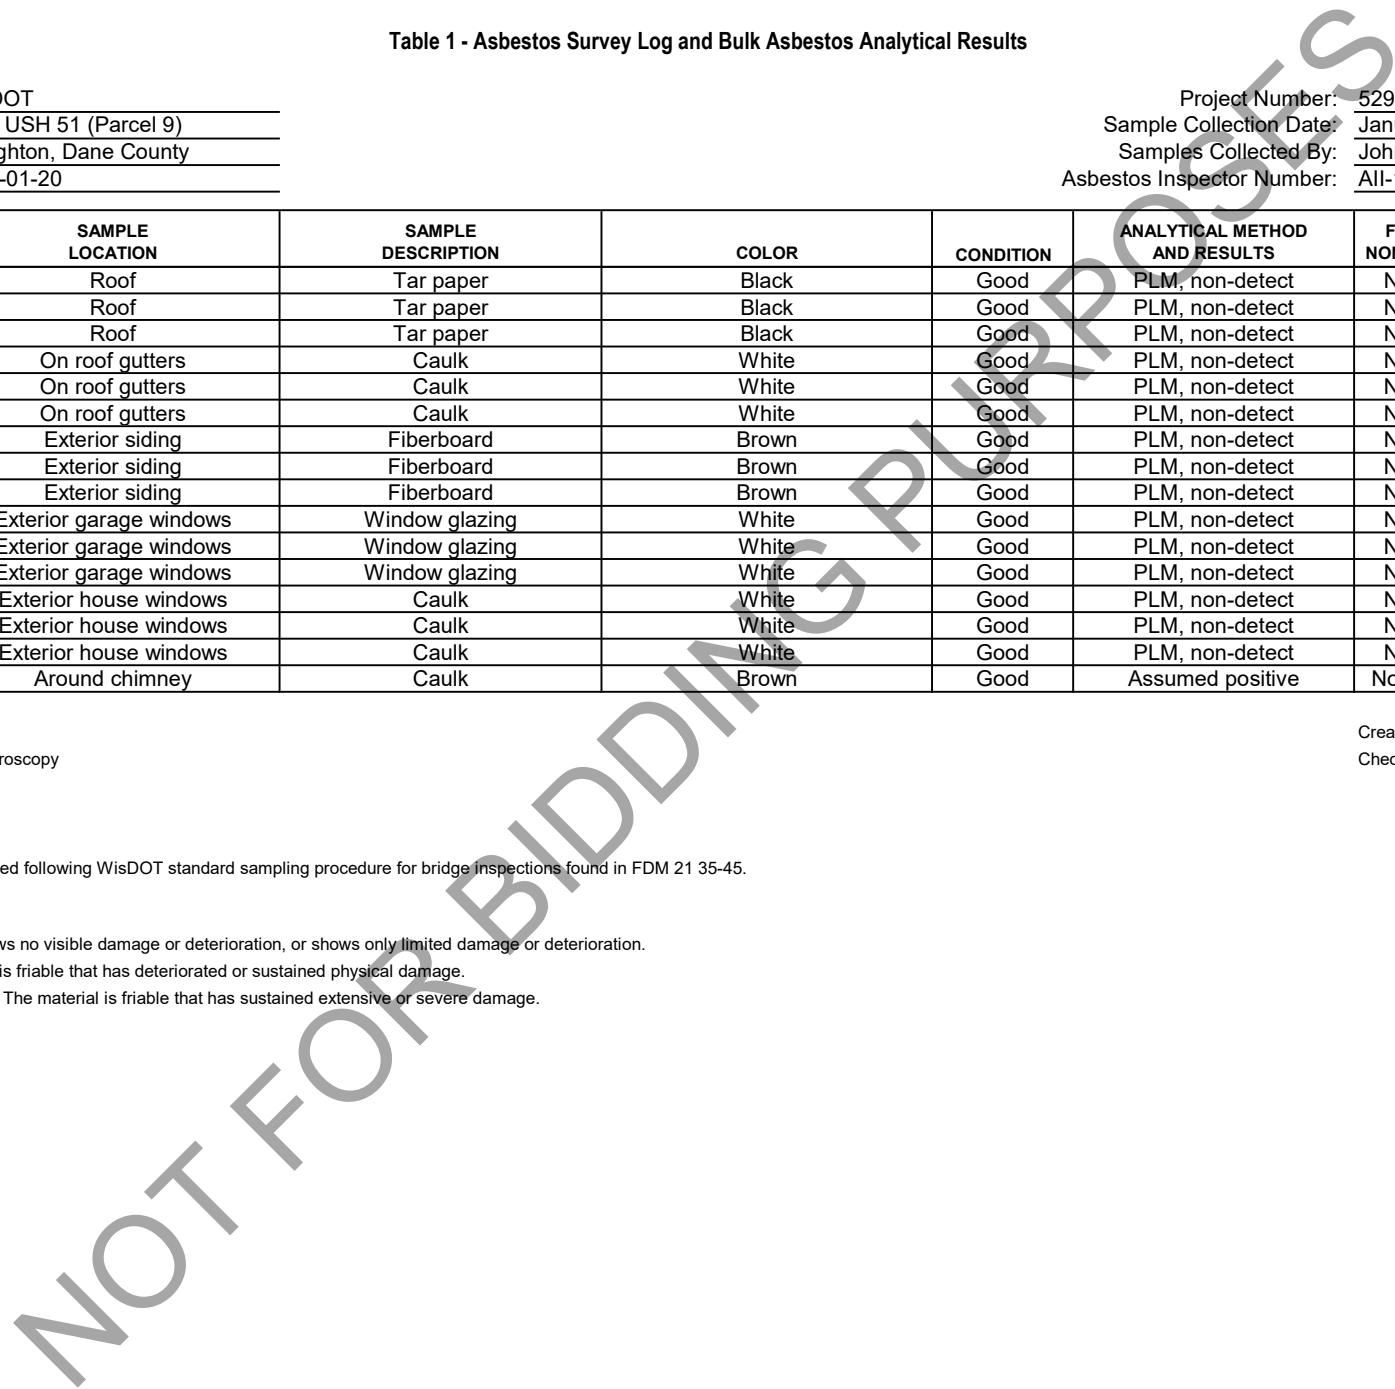 Table 1 - Asbestos Survey Log and Bulk Asbestos Analytical Results
DOT Project Number: 529
USH 51 (Parcel 9) Sample Collection Date: Jan
ghton, Dane County Samples Collected By: Joh
-01-20 Asbestos Inspector Number: AII-
SAMPLE LOCATION SAMPLE DESCRIPTION COLOR CONDITION ANALYTICAL METHOD AND RESULTS F NON
Roof Tar paper Black Good PLM, non-detect N
Roof Tar paper Black Good PLM, non-detect N
Roof Tar paper Black Good PLM, non-detect N
On roof gutters Caulk White Good PLM, non-detect N
On roof gutters Caulk White Good PLM, non-detect N
On roof gutters Caulk White Good PLM, non-detect N
Exterior siding Fiberboard Brown Good PLM, non-detect N
Exterior siding Fiberboard Brown Good PLM, non-detect N
Exterior siding Fiberboard Brown Good PLM, non-detect N
Exterior garage windows Window glazing White Good PLM, non-detect N
Exterior garage windows Window glazing White Good PLM, non-detect N
Exterior garage windows Window glazing White Good PLM, non-detect N
Exterior house windows Caulk White Good PLM, non-detect N
Exterior house windows Caulk White Good PLM, non-detect N
Exterior house windows Caulk White Good PLM, non-detect N
Around chimney Caulk Brown Good Assumed positive No
Crea
roscopy Chec
ed following WisDOT standard sampling procedure for bridge inspections found in FDM 21 35-45.
ws no visible damage or deterioration, or shows only limited damage or deterioration.
is friable that has deteriorated or sustained physical damage.
The material is friable that has sustained extensive or severe damage.
NOT FOR BIDDING PURPOSES